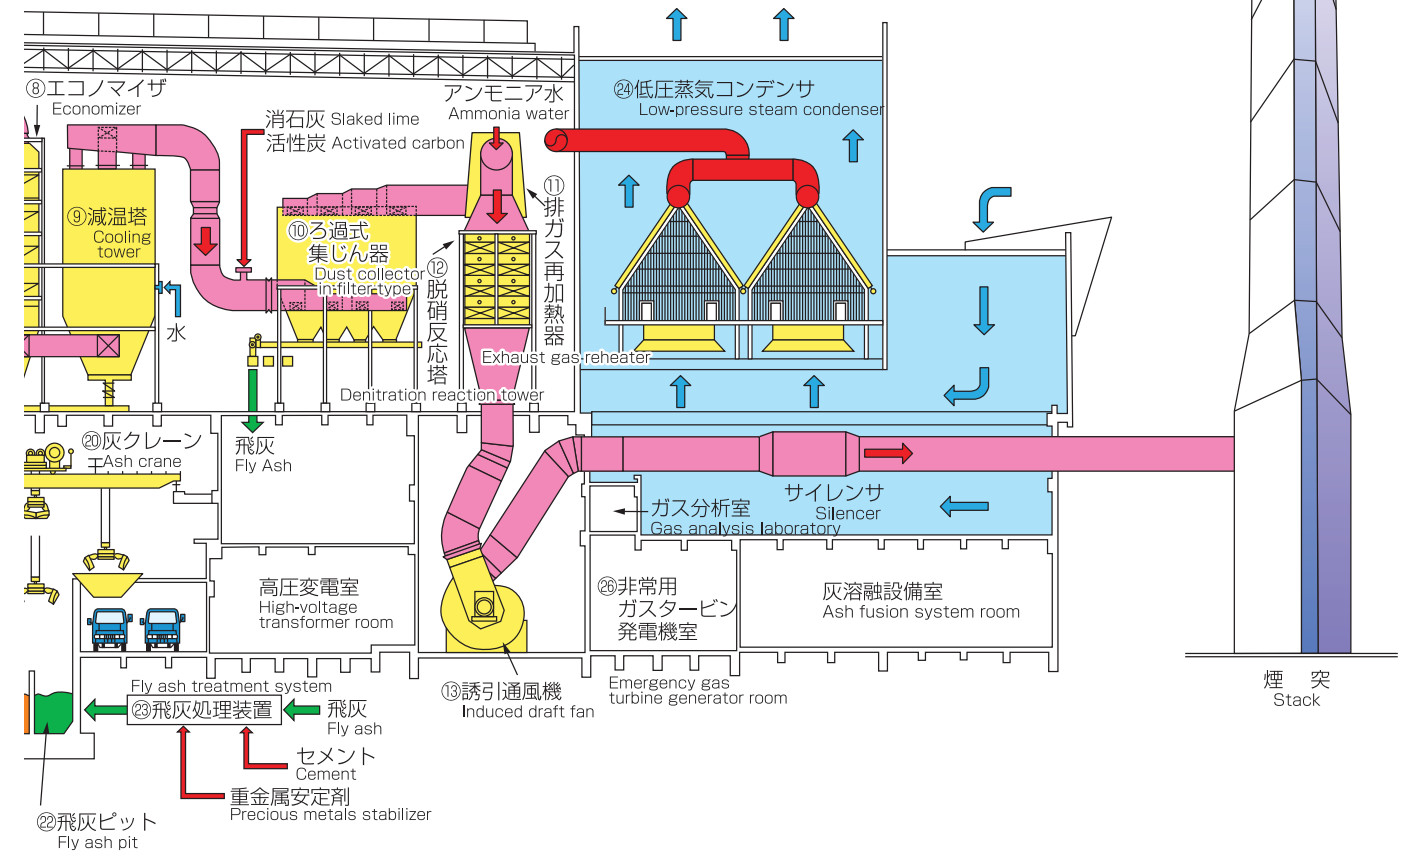 ⑧エコノマイザ
Economizer
消石灰 Slaked lime
活性炭 Activated carbon
アンモニア水
Ammonia water
㉔低圧蒸気コンデンサ
Low-pressure steam condenser
⑨減温塔
Cooling
tower
水
⑩ろ過式
集じん器
Dust collector
in-filter type
⑪排ガス再加熱器
Exhaust gas reheater
⑫脱硝反応塔
Denitration reaction tower
飛灰
Fly Ash
⑳灰クレーン
Ash crane
サイレンサ
Silencer
ガス分析室
Gas analysis laboratory
高圧変電室
High-voltage
transformer room
㉖非常用
ガスタービン
発電機室
Emergency gas
turbine generator room
灰溶融設備室
Ash fusion system room
⑬誘引通風機
Induced draft fan
煙 突
Stack
Fly ash treatment system
㉓飛灰処理装置
飛灰
Fly ash
セメント
Cement
重金属安定剤
Precious metals stabilizer
㉒飛灰ピット
Fly ash pit